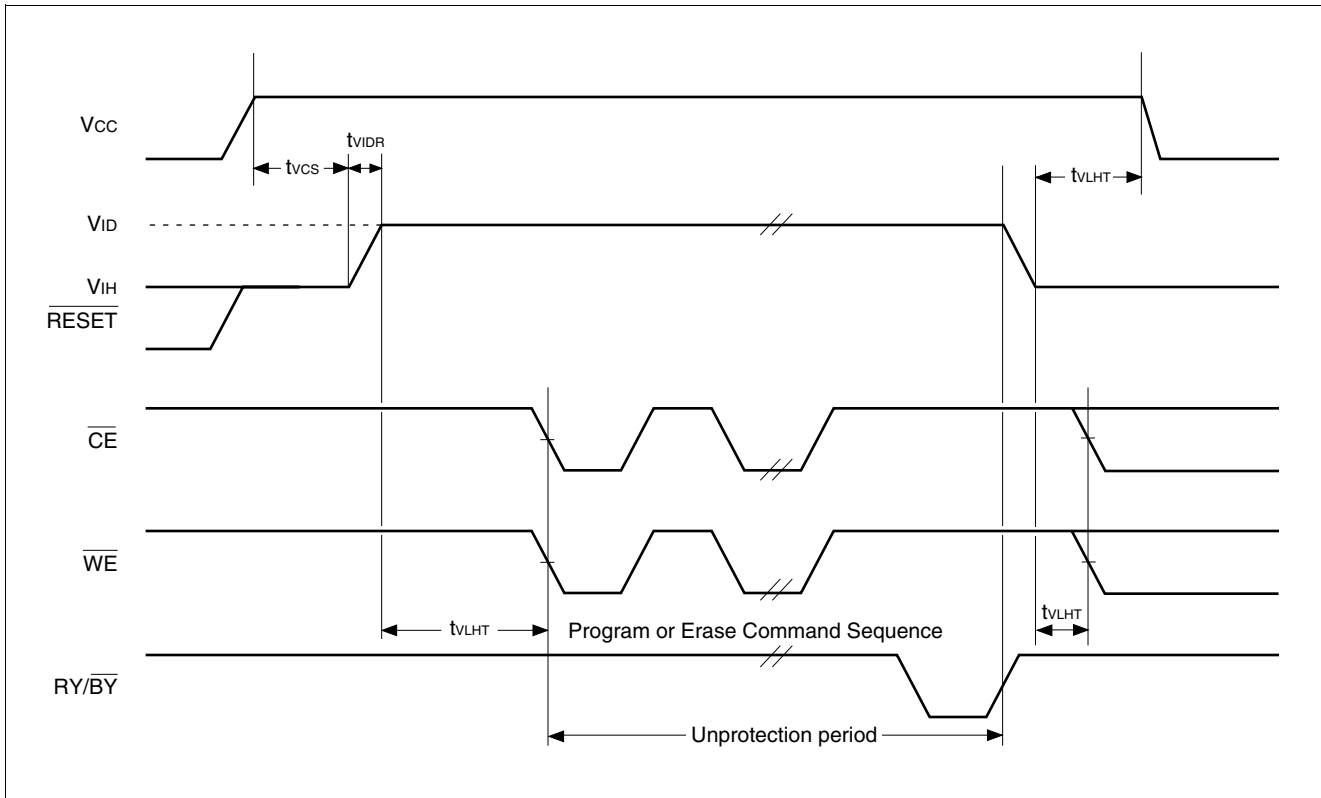 VCC
tVIDR
tVCS
tVLHT
VID
VIH
RESET
CE
WE
tVLHT
Program or Erase Command Sequence
tVLHT
RY/BY
Unprotection period